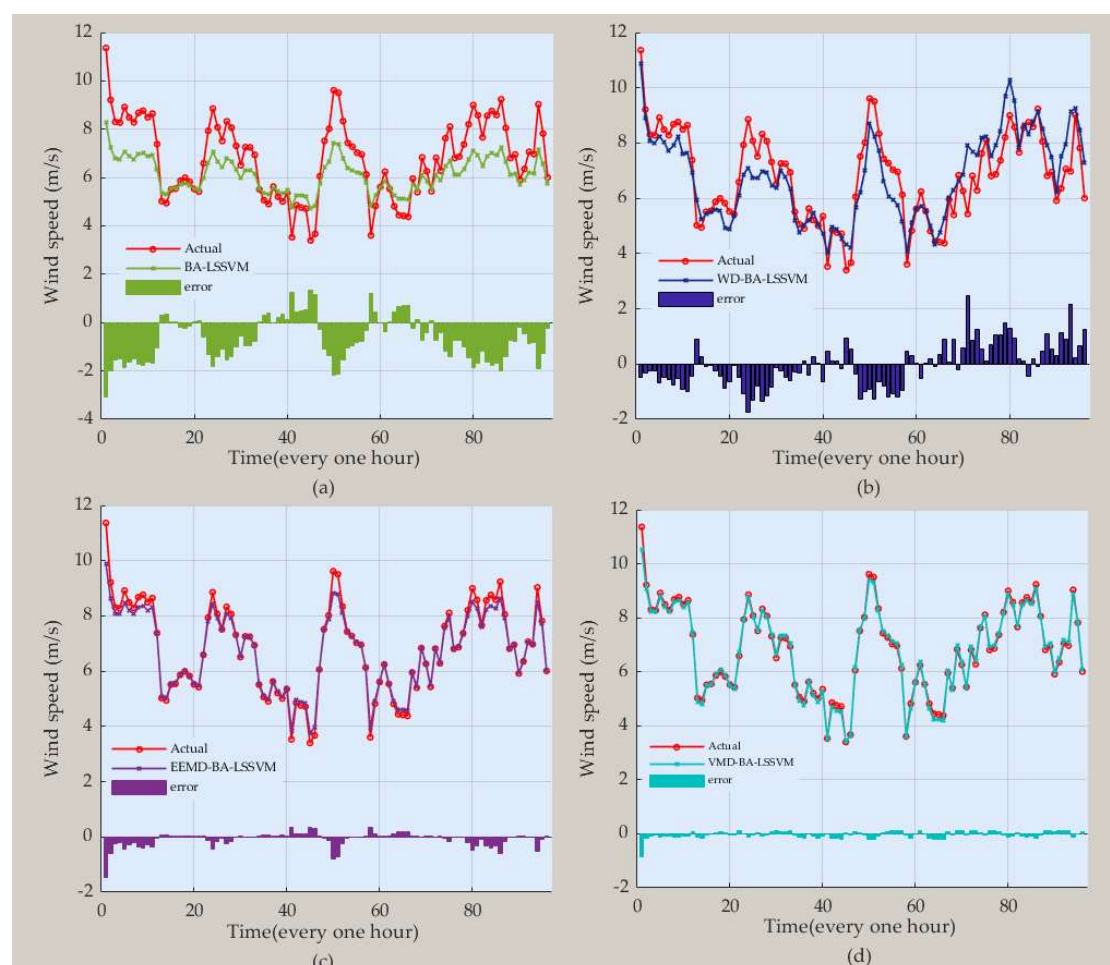 12
10
8
6
4
2
0
-2
-4
Wind speed (m/s)
Actual
BA-LSSVM
error
0
20
40
60
80
Time(every one hour)
(a)
12
10
8
6
4
2
0
-2
Wind speed (m/s)
Actual
WD-BA-LSSVM
error
0
20
40
60
80
Time(every one hour)
(b)
12
10
8
6
4
2
0
-2
Wind speed (m/s)
Actual
EEMD-BA-LSSVM
error
0
20
40
60
80
Time(every one hour)
(c)
12
10
8
6
4
2
0
-2
Wind speed (m/s)
Actual
VMD-BA-LSSVM
error
0
20
40
60
80
Time(every one hour)
(d)